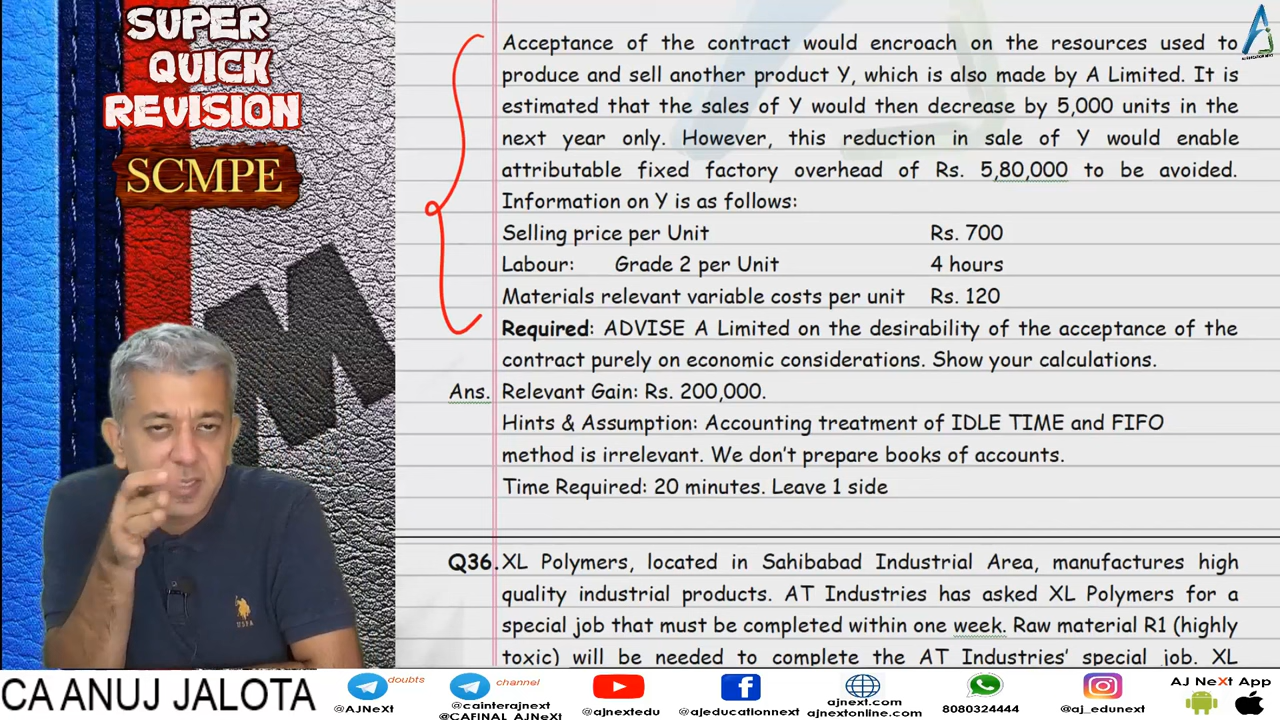 SUPER
QUICK
REVISION
SCMPE
Acceptance of the contract would encroach on the resources used to
produce and sell another product Y, which is also made by A Limited. It is
estimated that the sales of Y would then decrease by 5,000 units in the
next year only. However, this reduction in sale of Y would enable
attributable fixed factory overhead of Rs. 5,80,000 to be avoided.
Information on Y is as follows:
Selling price per Unit Rs. 700
Labour: Grade 2 per Unit 4 hours
Materials relevant variable costs per unit Rs. 120
Required: ADVISE A Limited on the desirability of the acceptance of the
contract purely on economic considerations. Show your calculations.
Ans. Relevant Gain: Rs. 200,000.
Hints & Assumption: Accounting treatment of IDLE TIME and FIFO
method is irrelevant. We don't prepare books of accounts.
Time Required: 20 minutes. Leave 1 side
Q36. XL Polymers, located in Sahibabad Industrial Area, manufactures high
quality industrial products. AT Industries has asked XL Polymers for a
special job that must be completed within one week. Raw material R1 (highly
toxic) will be needed to complete the AT Industries' special job. XL
USPA
CA ANUJ JALOTA
doubts
@AJNeXt
channel
@cainterajnext
@CAFINAL_AJNeXt
@ajnextedu
@ajeducationnext
ajnext.com
ajnextonline.com
8080324444
@aj_edunext
AJ NeXt App